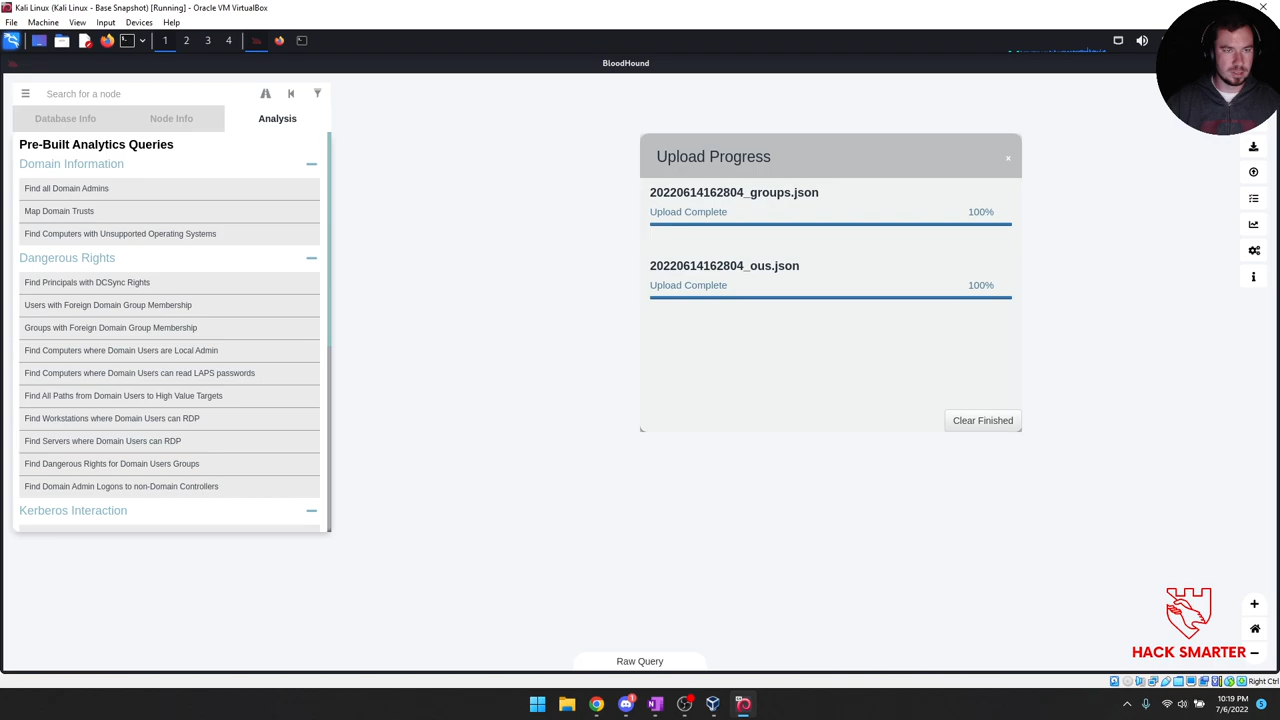 Kali Linux (Kali Linux - Base Snapshot) [Running] - Oracle VM VirtualBox
File Machine View Input Devices Help
1 2 3 4
BloodHound
Search for a node
Database Info Node Info Analysis
Pre-Built Analytics Queries
Domain Information
Find all Domain Admins
Map Domain Trusts
Find Computers with Unsupported Operating Systems
Dangerous Rights
Find Principals with DCSync Rights
Users with Foreign Domain Group Membership
Groups with Foreign Domain Group Membership
Find Computers where Domain Users are Local Admin
Find Computers where Domain Users can read LAPS passwords
Find All Paths from Domain Users to High Value Targets
Find Workstations where Domain Users can RDP
Find Servers where Domain Users can RDP
Find Dangerous Rights for Domain Users Groups
Find Domain Admin Logons to non-Domain Controllers
Kerberos Interaction
Upload Progress
×
20220614162804_groups.json
Upload Complete 100%
20220614162804_ous.json
Upload Complete 100%
Clear Finished
HACK SMARTER
Raw Query
Right Ctrl
1
10:19 PM
7/6/2022
5